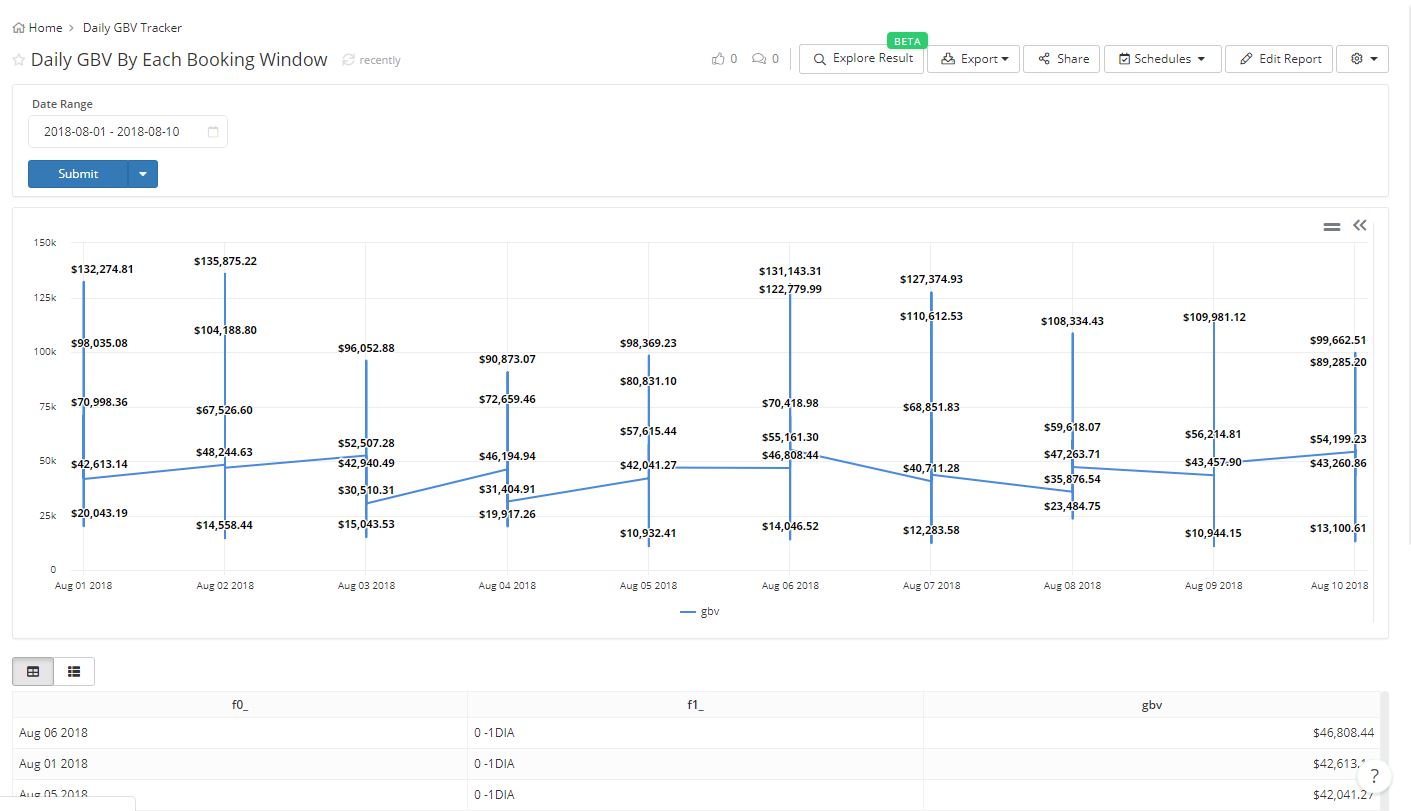 Home > Daily GBV Tracker
Daily GBV By Each Booking Window recently
0 0 Explore Result BETA Export Share Schedules Edit Report
Date Range
2018-08-01 - 2018-08-10
Submit
150k
125k
100k
75k
50k
25k
0
$132,274.81
$98,035.08
$70,998.36
$42,613.14
$20,043.19
$135,875.22
$104,188.80
$67,526.60
$48,244.63
$14,558.44
$96,052.88
$52,507.28
$42,940.49
$30,510.31
$15,043.53
$90,873.07
$72,659.46
$46,194.94
$31,404.91
$19,917.26
$98,369.23
$80,831.10
$57,615.44
$42,041.27
$10,932.41
$131,143.31
$122,779.99
$70,418.98
$55,161.30
$46,808.44
$14,046.52
$127,374.93
$110,612.53
$68,851.83
$40,711.28
$12,283.58
$108,334.43
$59,618.07
$47,263.71
$35,876.54
$23,484.75
$109,981.12
$56,214.81
$43,457.90
$10,944.15
$99,662.51
$89,285.20
$54,199.23
$43,260.86
$13,100.61
Aug 01 2018 Aug 02 2018 Aug 03 2018 Aug 04 2018 Aug 05 2018 Aug 06 2018 Aug 07 2018 Aug 08 2018 Aug 09 2018 Aug 10 2018
gbv
f0_ f1_ gbv
Aug 06 2018 0 -1DIA $46,808.44
Aug 01 2018 0 -1DIA $42,613.1
?
Aug 05 2018 0 -1DIA $42,041.27